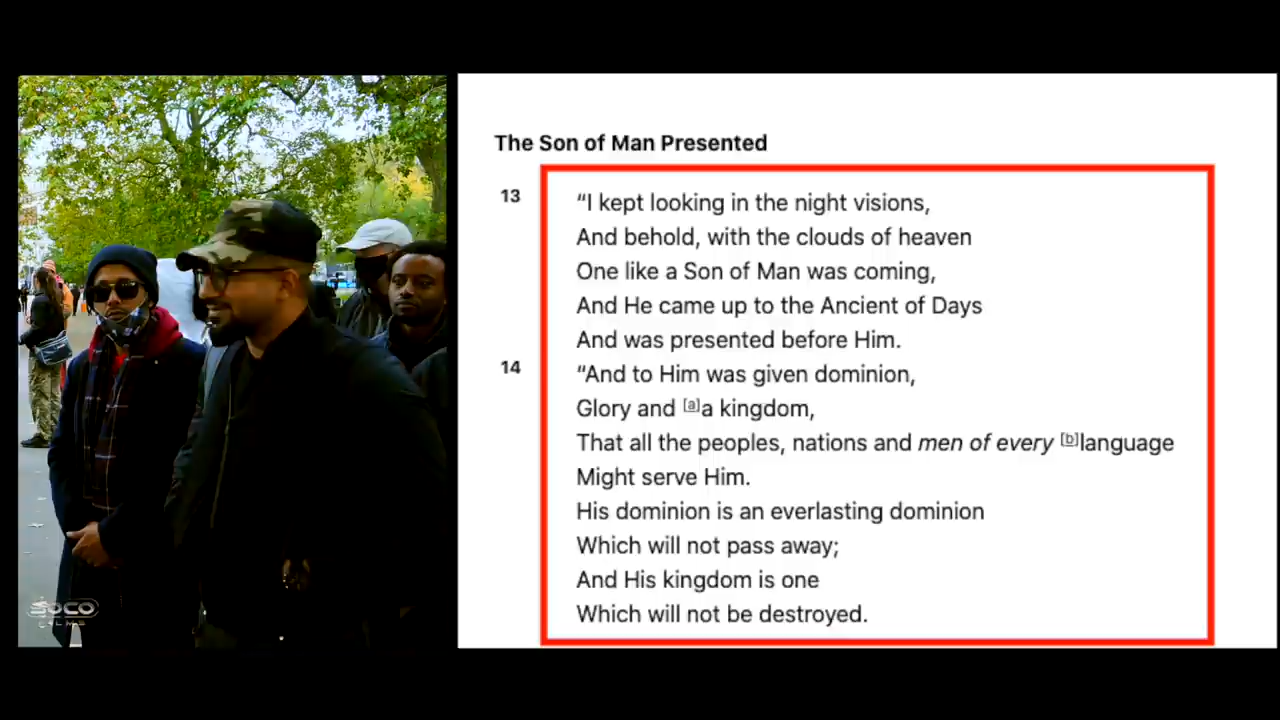 The Son of Man Presented
13 “I kept looking in the night visions,
And behold, with the clouds of heaven
One like a Son of Man was coming,
And He came up to the Ancient of Days
And was presented before Him.
14 “And to Him was given dominion,
Glory and [a]a kingdom,
That all the peoples, nations and men of every [b]language
Might serve Him.
His dominion is an everlasting dominion
Which will not pass away;
And His kingdom is one
Which will not be destroyed.
SOCO
FILMS